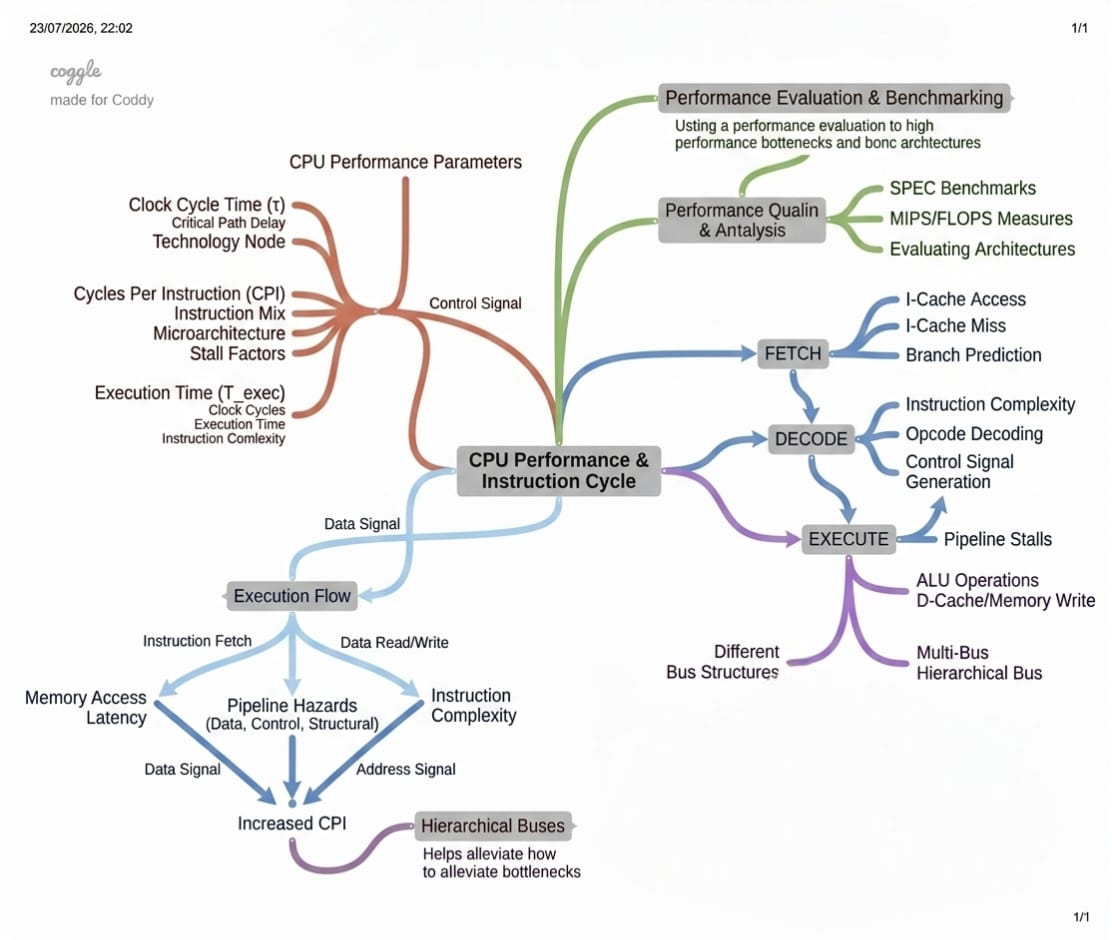 23/07/2026, 22:02
1/1
coggle
made for Coddy
Performance Evaluation & Benchmarking
Usting a performance evaluation to high
performance bottenecks and bonc archtectures
CPU Performance Parameters
Clock Cycle Time (τ)
Critical Path Delay
Technology Node
Cycles Per Instruction (CPI)
Instruction Mix
Microarchitecture
Stall Factors
Execution Time (T_exec)
Clock Cycles
Execution Time
Instruction Comlexity
Control Signal
Performance Qualin
& Antalysis
SPEC Benchmarks
MIPS/FLOPS Measures
Evaluating Architectures
FETCH
I-Cache Access
I-Cache Miss
Branch Prediction
DECODE
Instruction Complexity
Opcode Decoding
Control Signal
Generation
CPU Performance &
Instruction Cycle
EXECUTE
Pipeline Stalls
ALU Operations
D-Cache/Memory Write
Different
Bus Structures
Multi-Bus
Hierarchical Bus
Data Signal
Execution Flow
Instruction Fetch
Data Read/Write
Memory Access
Latency
Pipeline Hazards
(Data, Control, Structural)
Instruction
Complexity
Data Signal
Address Signal
Increased CPI
Hierarchical Buses
Helps alleviate how
to alleviate bottlenecks
1/1